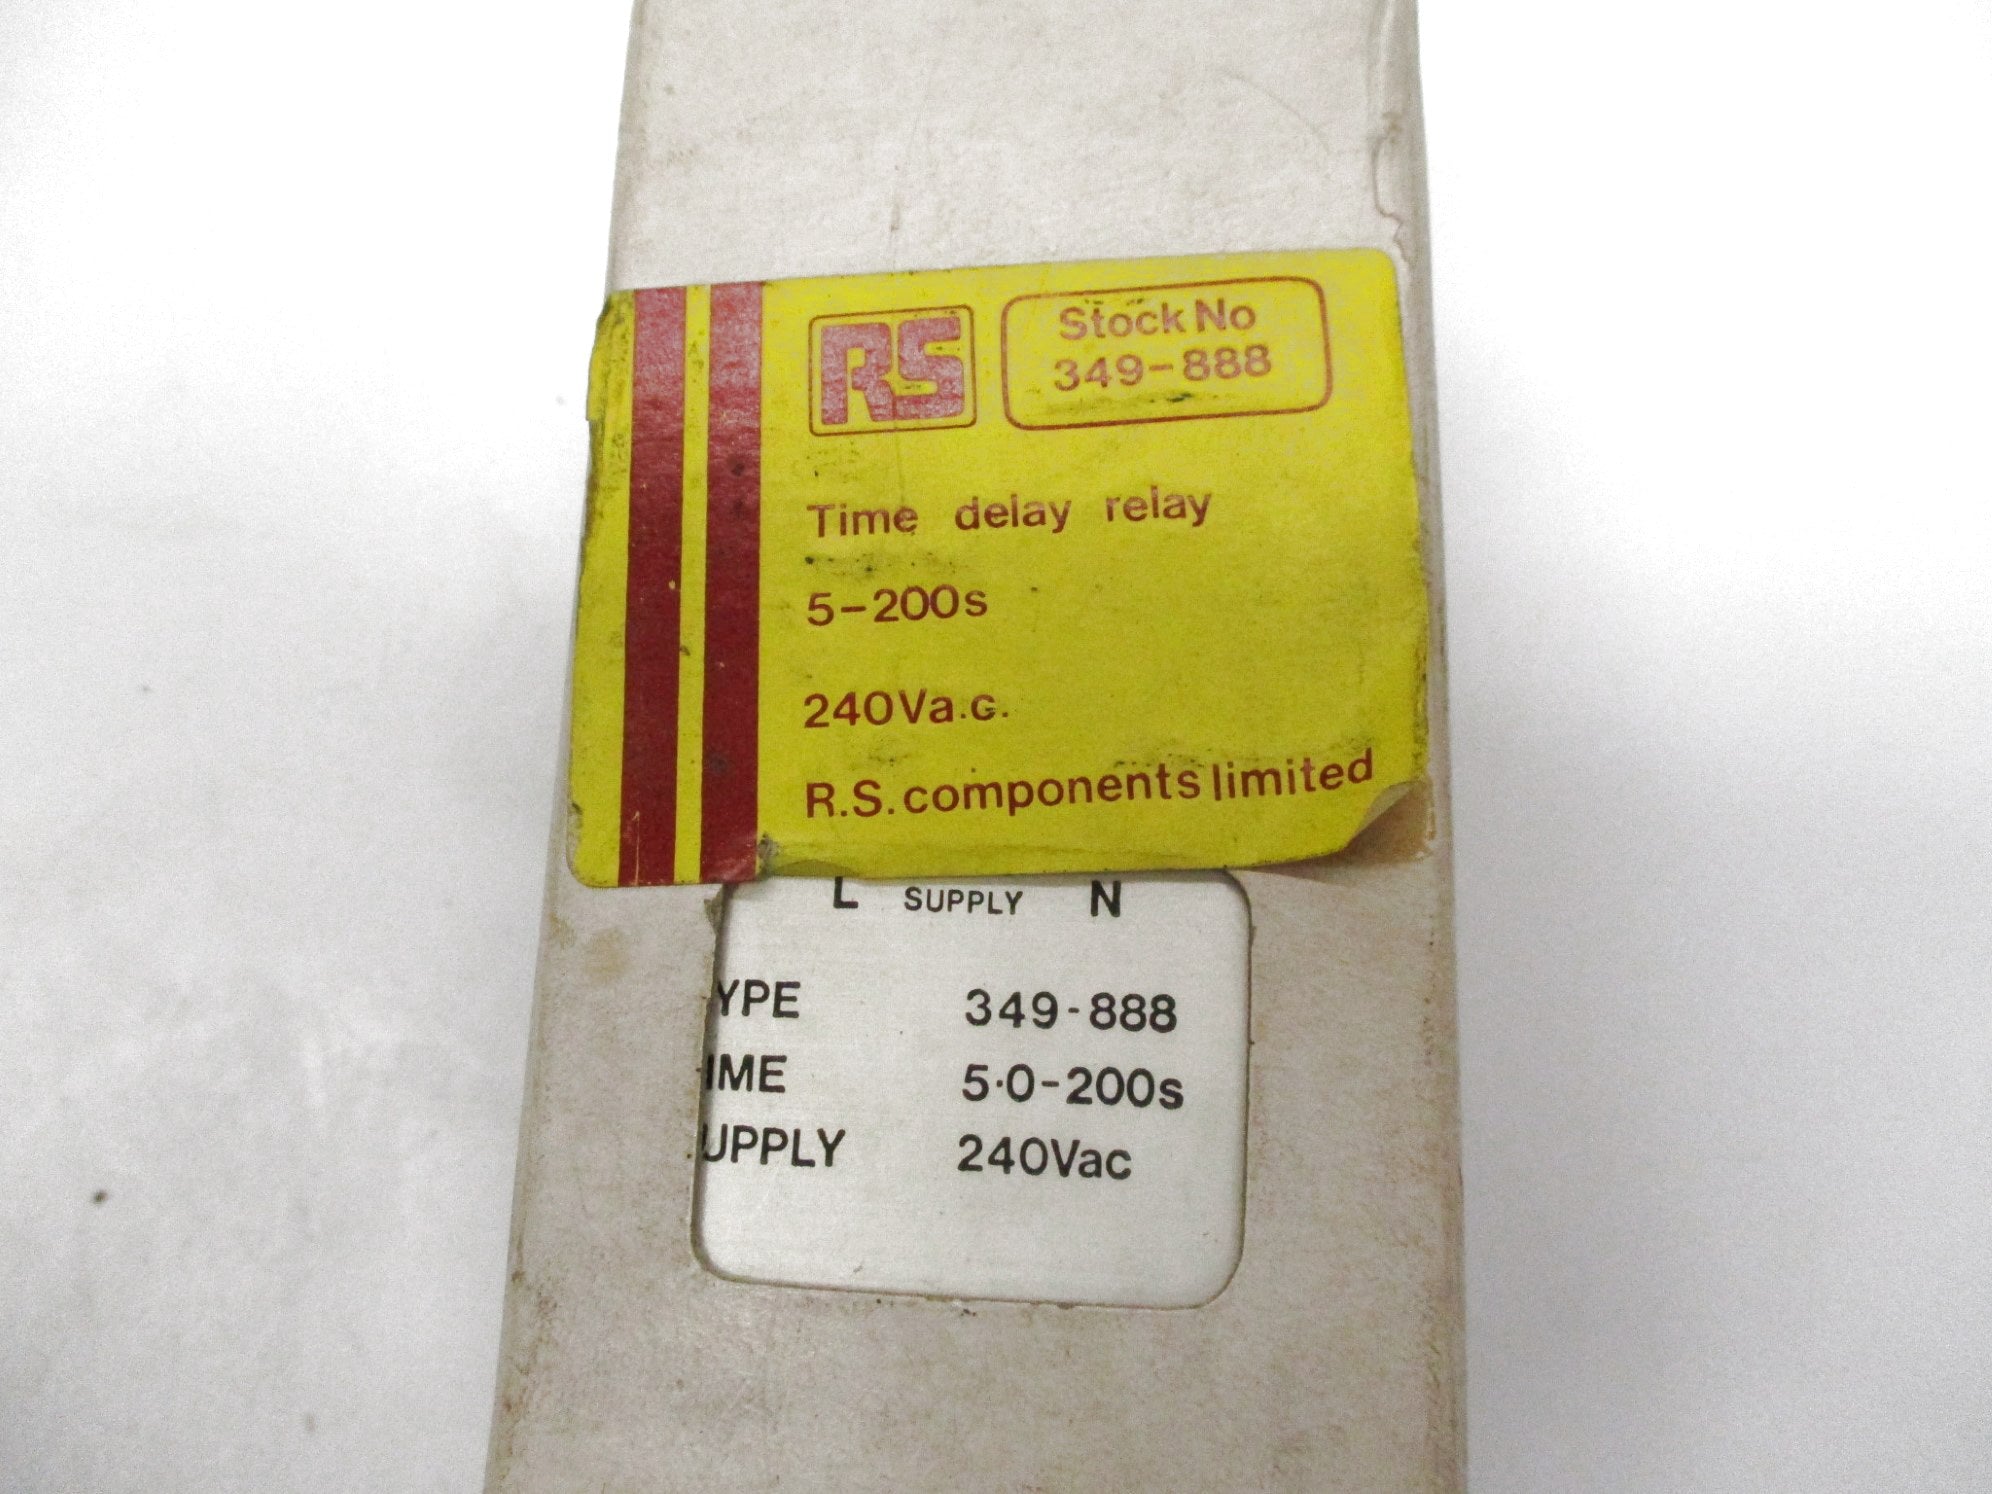 RS
Stock No
349-888
Time delay relay
5-200s
240Va.c.
R.S. components limited
L SUPPLY N
YPE 349-888
IME 5·0-200s
UPPLY 240Vac